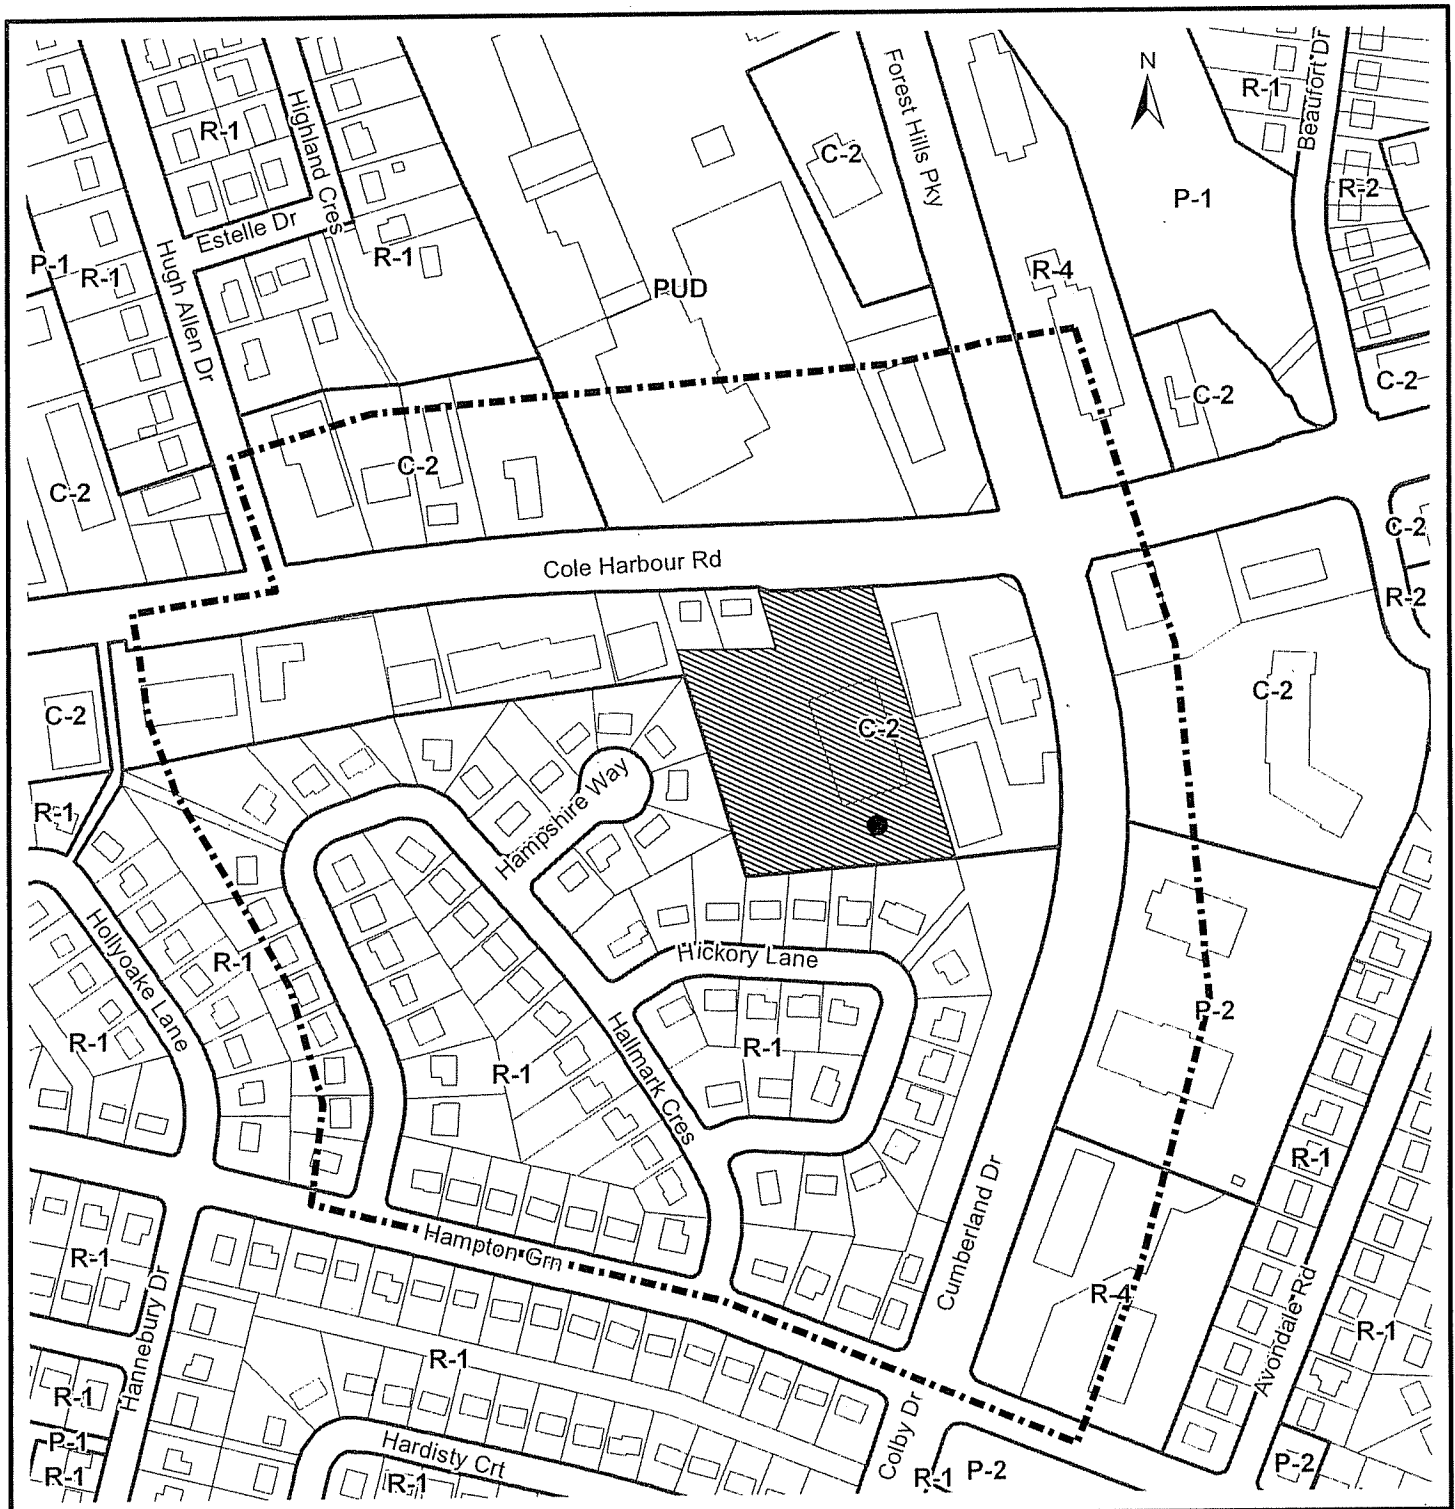 N
R-1
Beaufort Dr
Forest Hills Pky
Highland Cres
R-1
C-2
R-2
P-1
Estelle Dr
P-1
R-1
Hugh Allen Dr
R-1
PUD
R-4
C-2
C-2
C-2
C-2
C-2
Cole Harbour Rd
R-2
C-2
C-2
C-2
Hampshire Way
R-1
Hollyoake Lane
R-1
Hickory Lane
P-2
R-1
R-1
Hallmark Cres
R-1
R-1
Cumberland Dr
Hampton Grn
R-1
Hannebury Dr
R-4
Avondale Rd
R-1
R-1
R-1
Colby Dr
P-1
Hardisty Crt
R-1
R-1
R-1
P-2
P-2